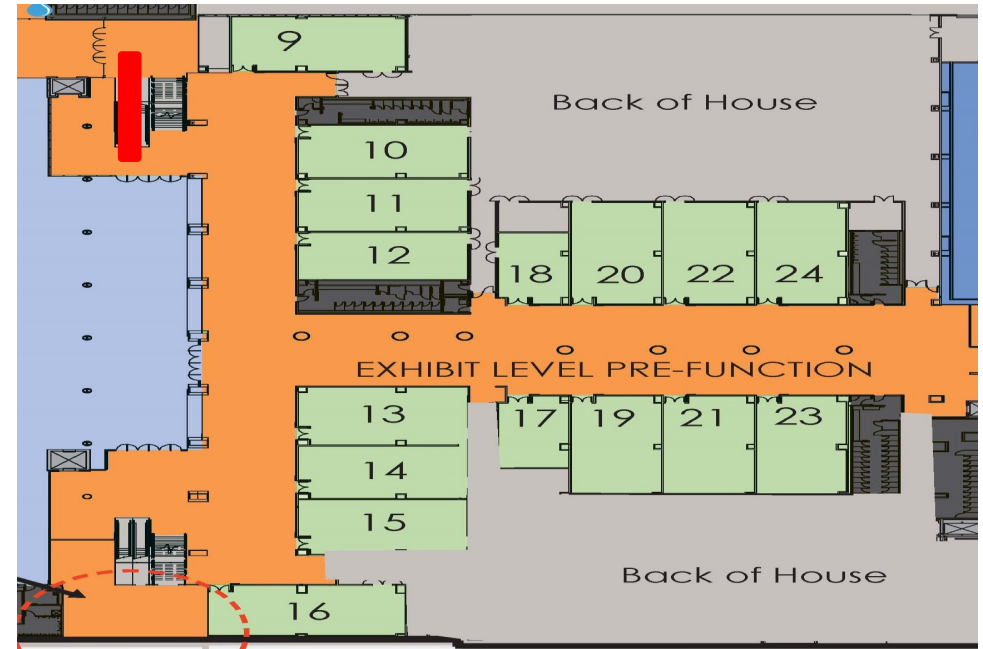 9
Back of House
10
11
12
18 20 22 24
EXHIBIT LEVEL PRE-FUNCTION
13
17 19 21 23
14
15
Back of House
16